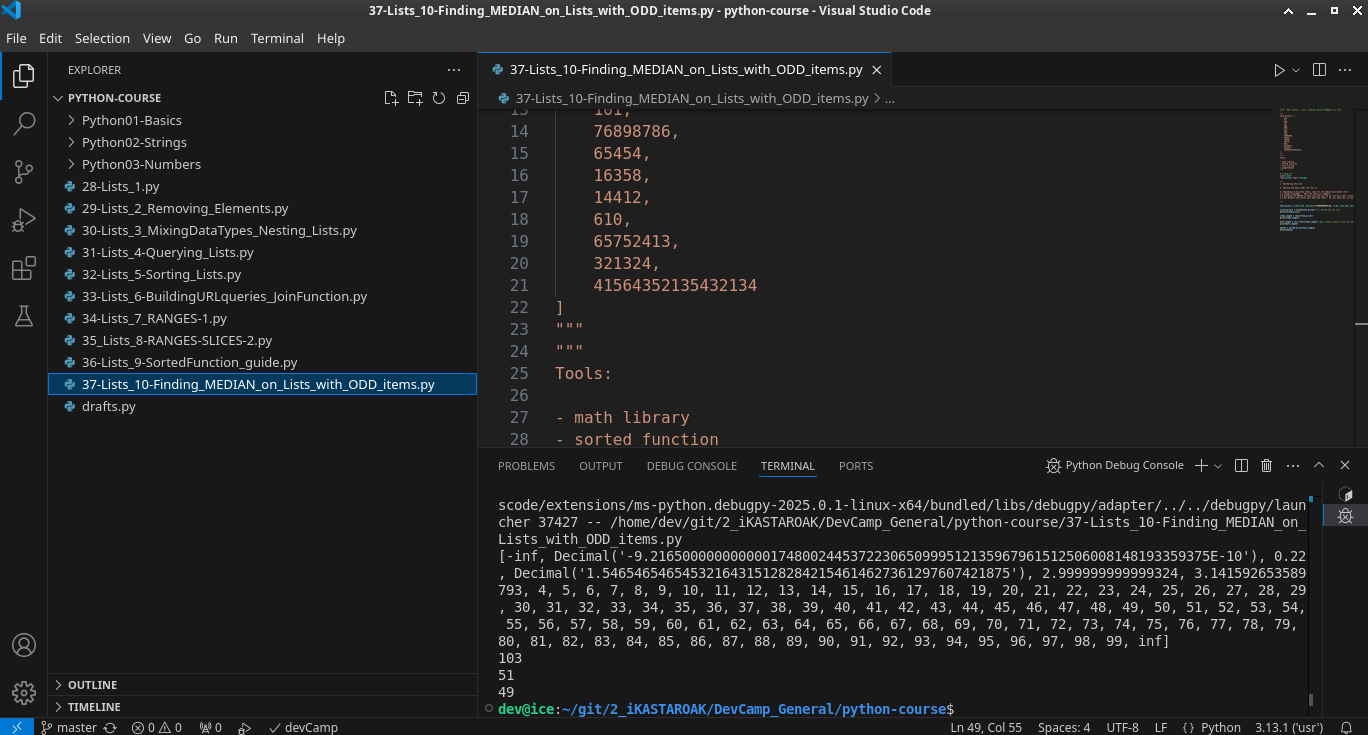 37-Lists_10-Finding_MEDIAN_on_Lists_with_ODD_items.py - python-course - Visual Studio Code
File Edit Selection View Go Run Terminal Help
EXPLORER
PYTHON-COURSE
Python01-Basics
Python02-Strings
Python03-Numbers
28-Lists_1.py
29-Lists_2_Removing_Elements.py
30-Lists_3_MixingDataTypes_Nesting_Lists.py
31-Lists_4-Querying_Lists.py
32-Lists_5-Sorting_Lists.py
33-Lists_6-BuildingURLqueries_JoinFunction.py
34-Lists_7_RANGES-1.py
35_Lists_8-RANGES-SLICES-2.py
36-Lists_9-SortedFunction_guide.py
37-Lists_10-Finding_MEDIAN_on_Lists_with_ODD_items.py
drafts.py
OUTLINE
TIMELINE
37-Lists_10-Finding_MEDIAN_on_Lists_with_ODD_items.py
37-Lists_10-Finding_MEDIAN_on_Lists_with_ODD_items.py > ...
13 101,
14 76898786,
15 65454,
16 16358,
17 14412,
18 610,
19 65752413,
20 321324,
21 41564352135432134
22 ]
23 """
24 """
25 Tools:
26
27 - math library
28 - sorted function
PROBLEMS OUTPUT DEBUG CONSOLE TERMINAL PORTS
Python Debug Console
scode/extensions/ms-python.debugpy-2025.0.1-linux-x64/bundled/libs/debugpy/adapter/../../debugpy/laun
cher 37427 -- /home/dev/git/2_iKASTAROAK/DevCamp_General/python-course/37-Lists_10-Finding_MEDIAN_on_
Lists_with_ODD_items.py
[-inf, Decimal('-9.2165000000000001748002445372230650999512135967961512506008148193359375E-10'), 0.22
, Decimal('1.5465465465453216431512828421546146273612976074​21875'), 2.999999999999324, 3.141592653589
793, 4, 5, 6, 7, 8, 9, 10, 11, 12, 13, 14, 15, 16, 17, 18, 19, 20, 21, 22, 23, 24, 25, 26, 27, 28, 29
, 30, 31, 32, 33, 34, 35, 36, 37, 38, 39, 40, 41, 42, 43, 44, 45, 46, 47, 48, 49, 50, 51, 52, 53, 54,
55, 56, 57, 58, 59, 60, 61, 62, 63, 64, 65, 66, 67, 68, 69, 70, 71, 72, 73, 74, 75, 76, 77, 78, 79,
80, 81, 82, 83, 84, 85, 86, 87, 88, 89, 90, 91, 92, 93, 94, 95, 96, 97, 98, 99, inf]
103
51
49
dev@ice:~/git/2_iKASTAROAK/DevCamp_General/python-course$
master 0 0 0 devCamp Ln 49, Col 55 Spaces: 4 UTF-8 LF { } Python 3.13.1 ('usr')